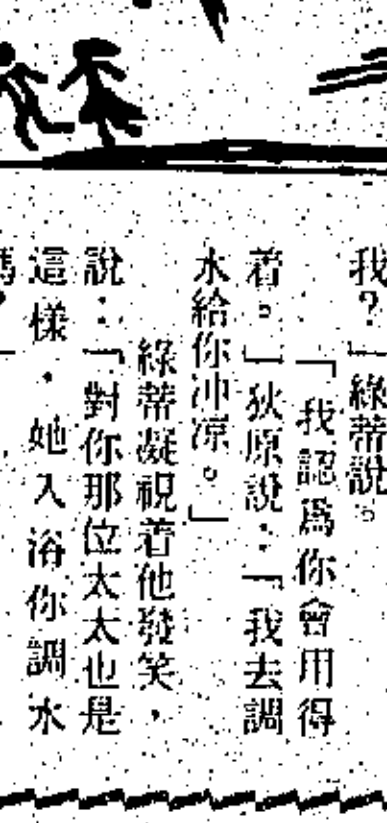 我？」綠蒂說。
「我認爲你會用得
着。」狄原說：「我去調
水給你沖凉。」
綠蒂凝視着他發笑，
說：「對你那位太太也是
這樣，她入浴你調水
嗎？」